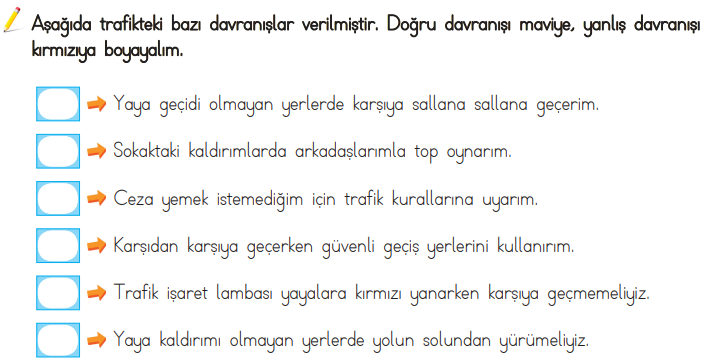 Aşağıda trafikteki bazı davranışlar verilmiştir. Doğru davranışı maviye, yanlış davranışı
kırmızıya boyayalım.
Yaya geçidi olmayan yerlerde karşıya sallana sallana geçerim.
Sokaktaki kaldırımlarda arkadaşlarımla top oynarım.
Ceza yemek istemediğim için trafik kurallarına uyarım.
Karşıdan karşıya geçerken güvenli geçiş yerlerini kullanırım.
Trafik işaret lambası yayalara kırmızı yanarken karşıya geçmemeliyiz.
Yaya kaldırımı olmayan yerlerde yolun solundan yürümeliyiz.